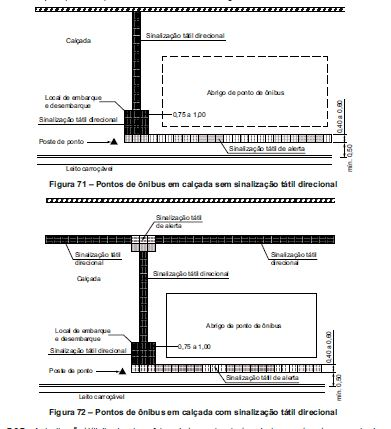 Calçada
Sinalização tátil direcional
Abrigo de ponto de ônibus
Local de embarque
e desembarque
0,75 a 1,00
Sinalização tátil direcional
0,40 a 0,60
Poste de ponto
Sinalização tátil de alerta
Leito carroçável
mín. 0,50
Figura 71 – Pontos de ônibus em calçada sem sinalização tátil direcional
Sinalização tátil
de alerta
Sinalização tátil
direcional
Sinalização tátil
direcional
Calçada
Sinalização tátil direcional
Abrigo de ponto de ônibus
Local de embarque
e desembarque
0,75 a 1,00
Sinalização tátil direcional
0,40 a 0,60
Poste de ponto
Sinalização tátil de alerta
mín. 0,50
Leito carroçável
Figura 72 – Pontos de ônibus em calçada com sinalização tátil direcional